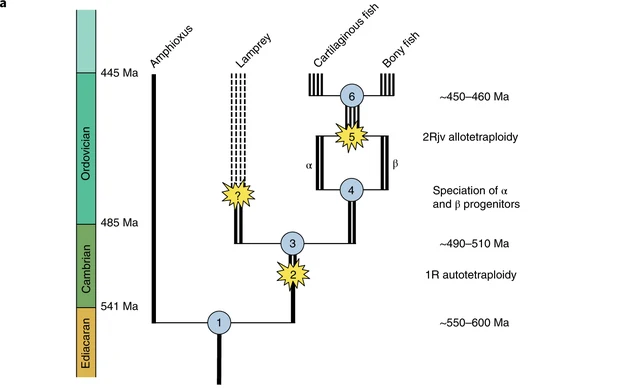 a
Amphioxus
Lamprey
Cartilaginous fish
Bony fish
445 Ma
6
~450–460 Ma
5
2Rjv allotetraploidy
Ordovician
α
β
?
4
Speciation of α
and β progenitors
485 Ma
3
~490–510 Ma
Cambrian
2
1R autotetraploidy
541 Ma
1
~550–600 Ma
Ediacaran